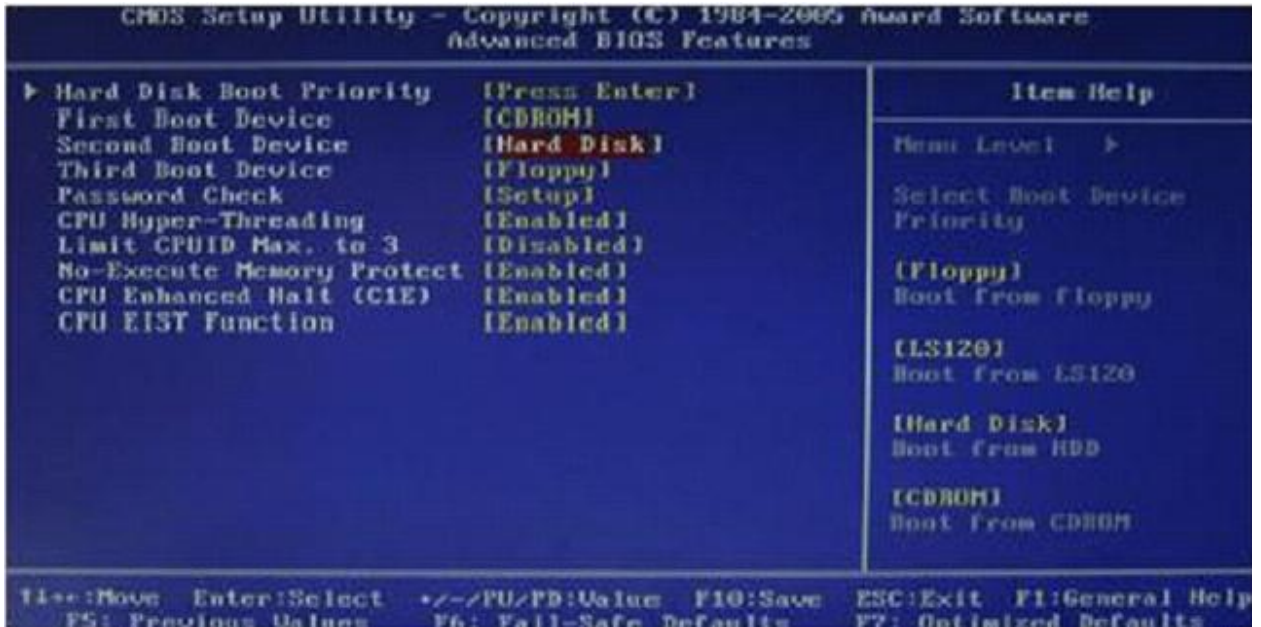 CMOS Setup Utility - Copyright (C) 1984-2005 Award Software
Advanced BIOS Features
Hard Disk Boot Priority [Press Enter]
First Boot Device [CDROM]
Second Boot Device [Hard Disk]
Third Boot Device [Floppy]
Password Check [Setup]
CPU Hyper-Threading [Enabled]
Limit CPUID Max. to 3 [Disabled]
No-Execute Memory Protect [Enabled]
CPU Enhanced Halt (C1E) [Enabled]
CPU EIST Function [Enabled]
Item Help
Menu Level
Select Boot Device
Priority
[Floppy]
Boot from floppy
[LS120]
Boot from LS120
[Hard Disk]
Boot from HDD
[CDROM]
Boot from CDROM
↑↓→←:Move Enter:Select +/-/PU/PD:Value F10:Save ESC:Exit F1:General Help
F5: Previous Values F6: Fail-Safe Defaults F7: Optimized Defaults